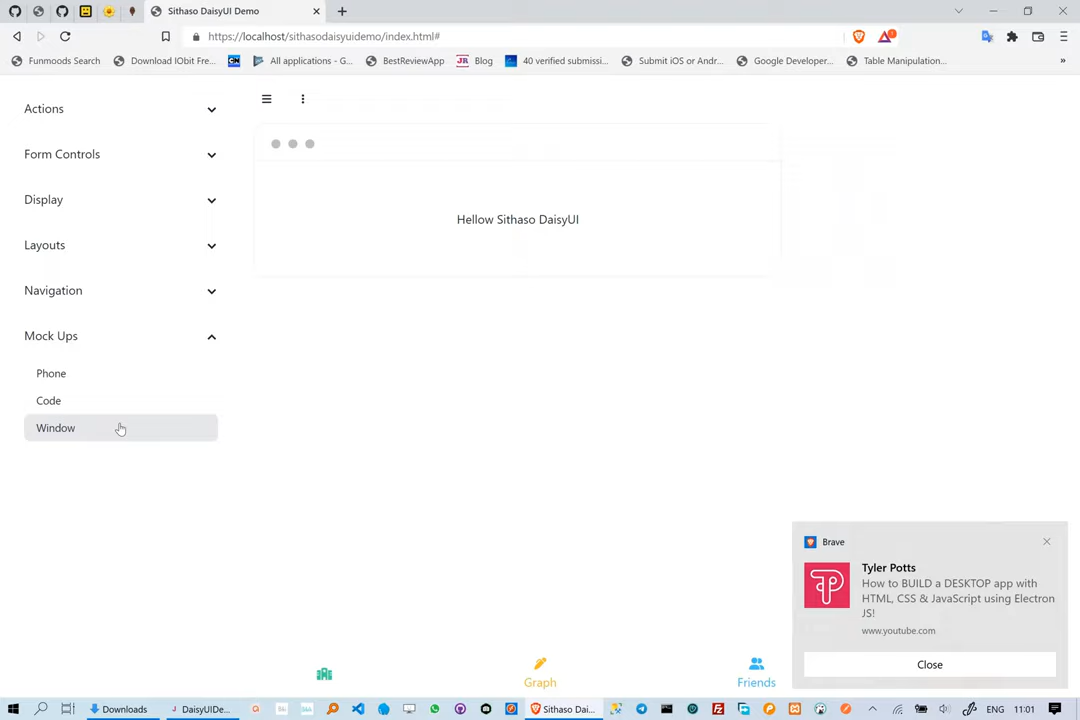 Sithaso DaisyUI Demo
https://localhost/sithasodaisyuidemo/index.html#
Funmoods Search
Download IObit Fre...
All applications - G...
BestReviewApp
JR Blog
40 verified submissi...
Submit iOS or Andr...
Google Developer...
Table Manipulation...
»
Actions
Form Controls
Display
Layouts
Navigation
Mock Ups
Phone
Code
Window
Hellow Sithaso DaisyUI
Brave
Tyler Potts
How to BUILD a DESKTOP app with
HTML, CSS & JavaScript using Electron
JS!
www.youtube.com
Close
Graph
Friends
Downloads
DaisyUIDe...
Sithaso Dai...
ENG
11:01